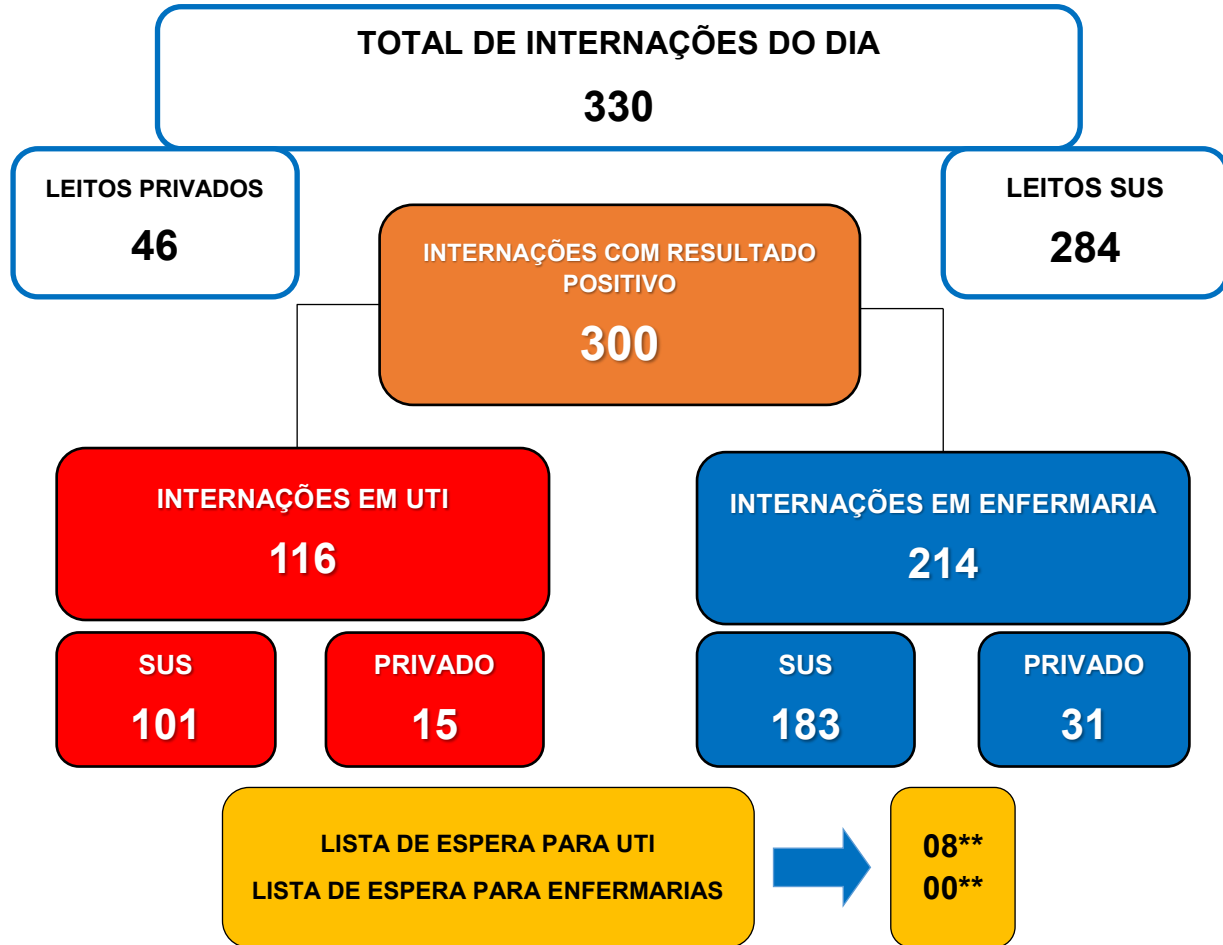 TOTAL DE INTERNAÇÕES DO DIA
330
LEITOS PRIVADOS
46
LEITOS SUS
284
INTERNAÇÕES COM RESULTADO
POSITIVO
300
INTERNAÇÕES EM UTI
116
INTERNAÇÕES EM ENFERMARIA
214
SUS
101
PRIVADO
15
SUS
183
PRIVADO
31
LISTA DE ESPERA PARA UTI
LISTA DE ESPERA PARA ENFERMARIAS
08**
00**